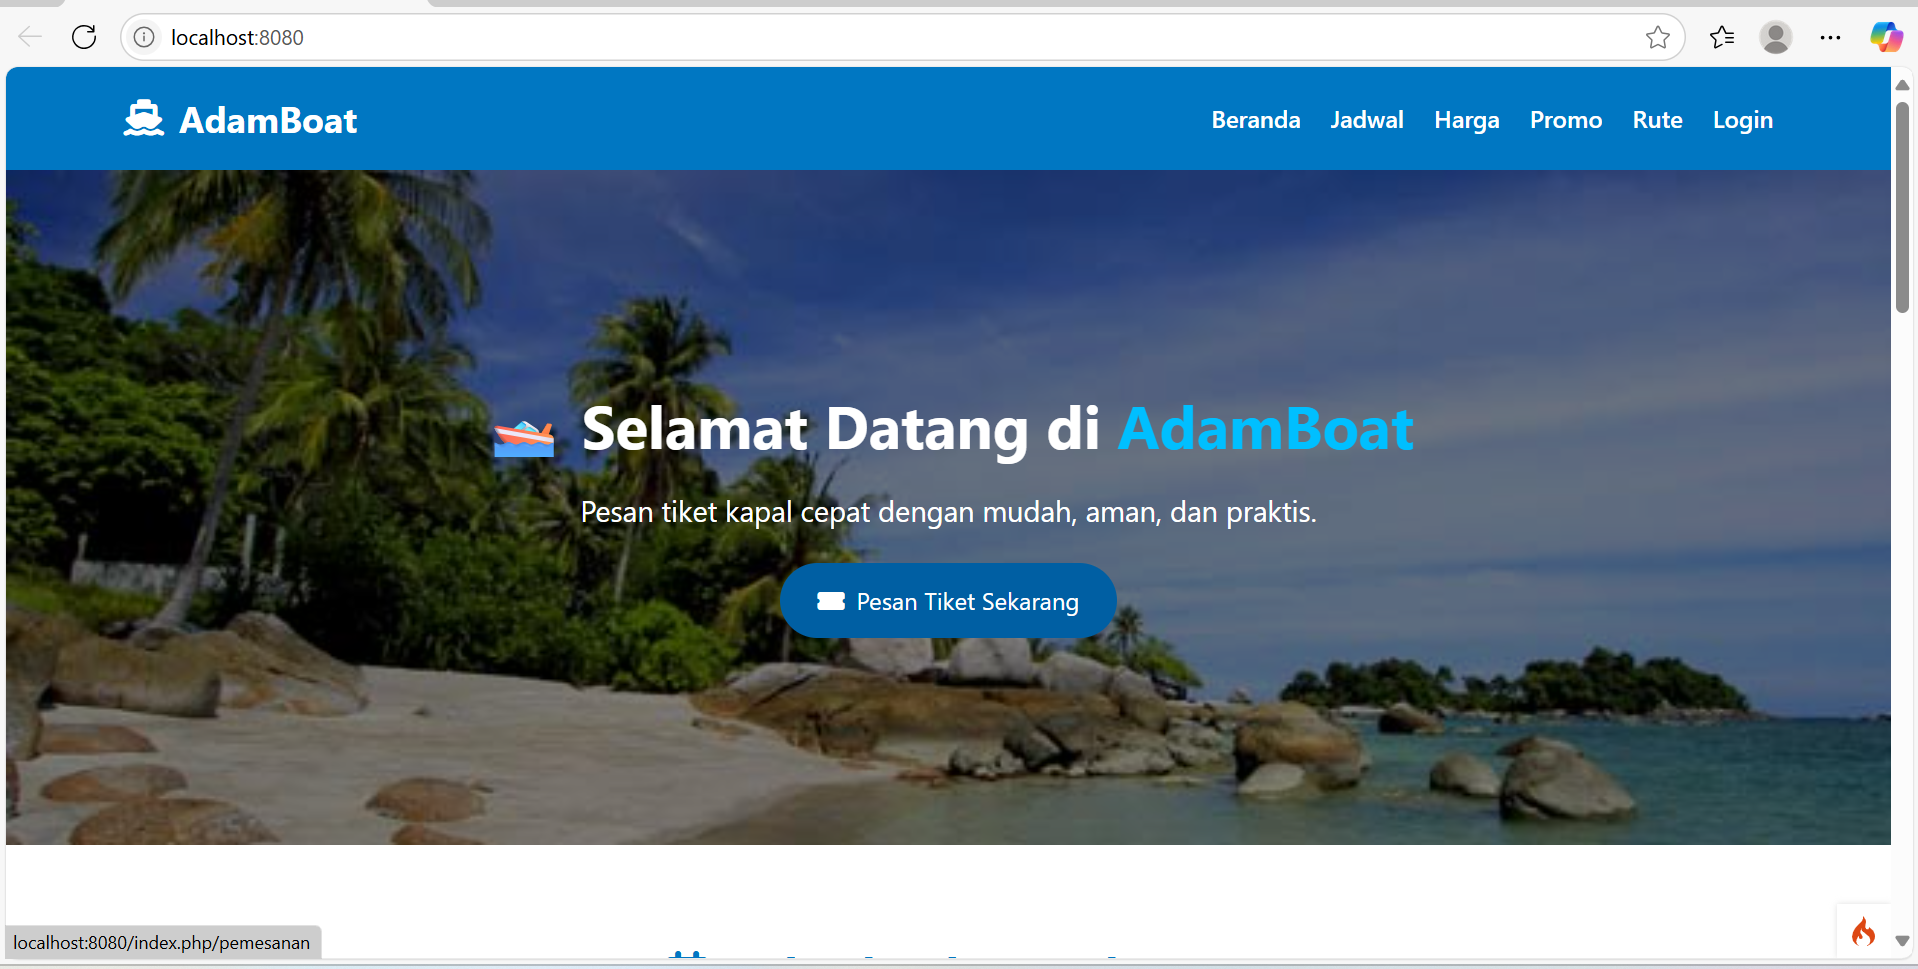 localhost:8080
AdamBoat
Beranda Jadwal Harga Promo Rute Login
Selamat Datang di AdamBoat
Pesan tiket kapal cepat dengan mudah, aman, dan praktis.
Pesan Tiket Sekarang
localhost:8080/index.php/pemesanan